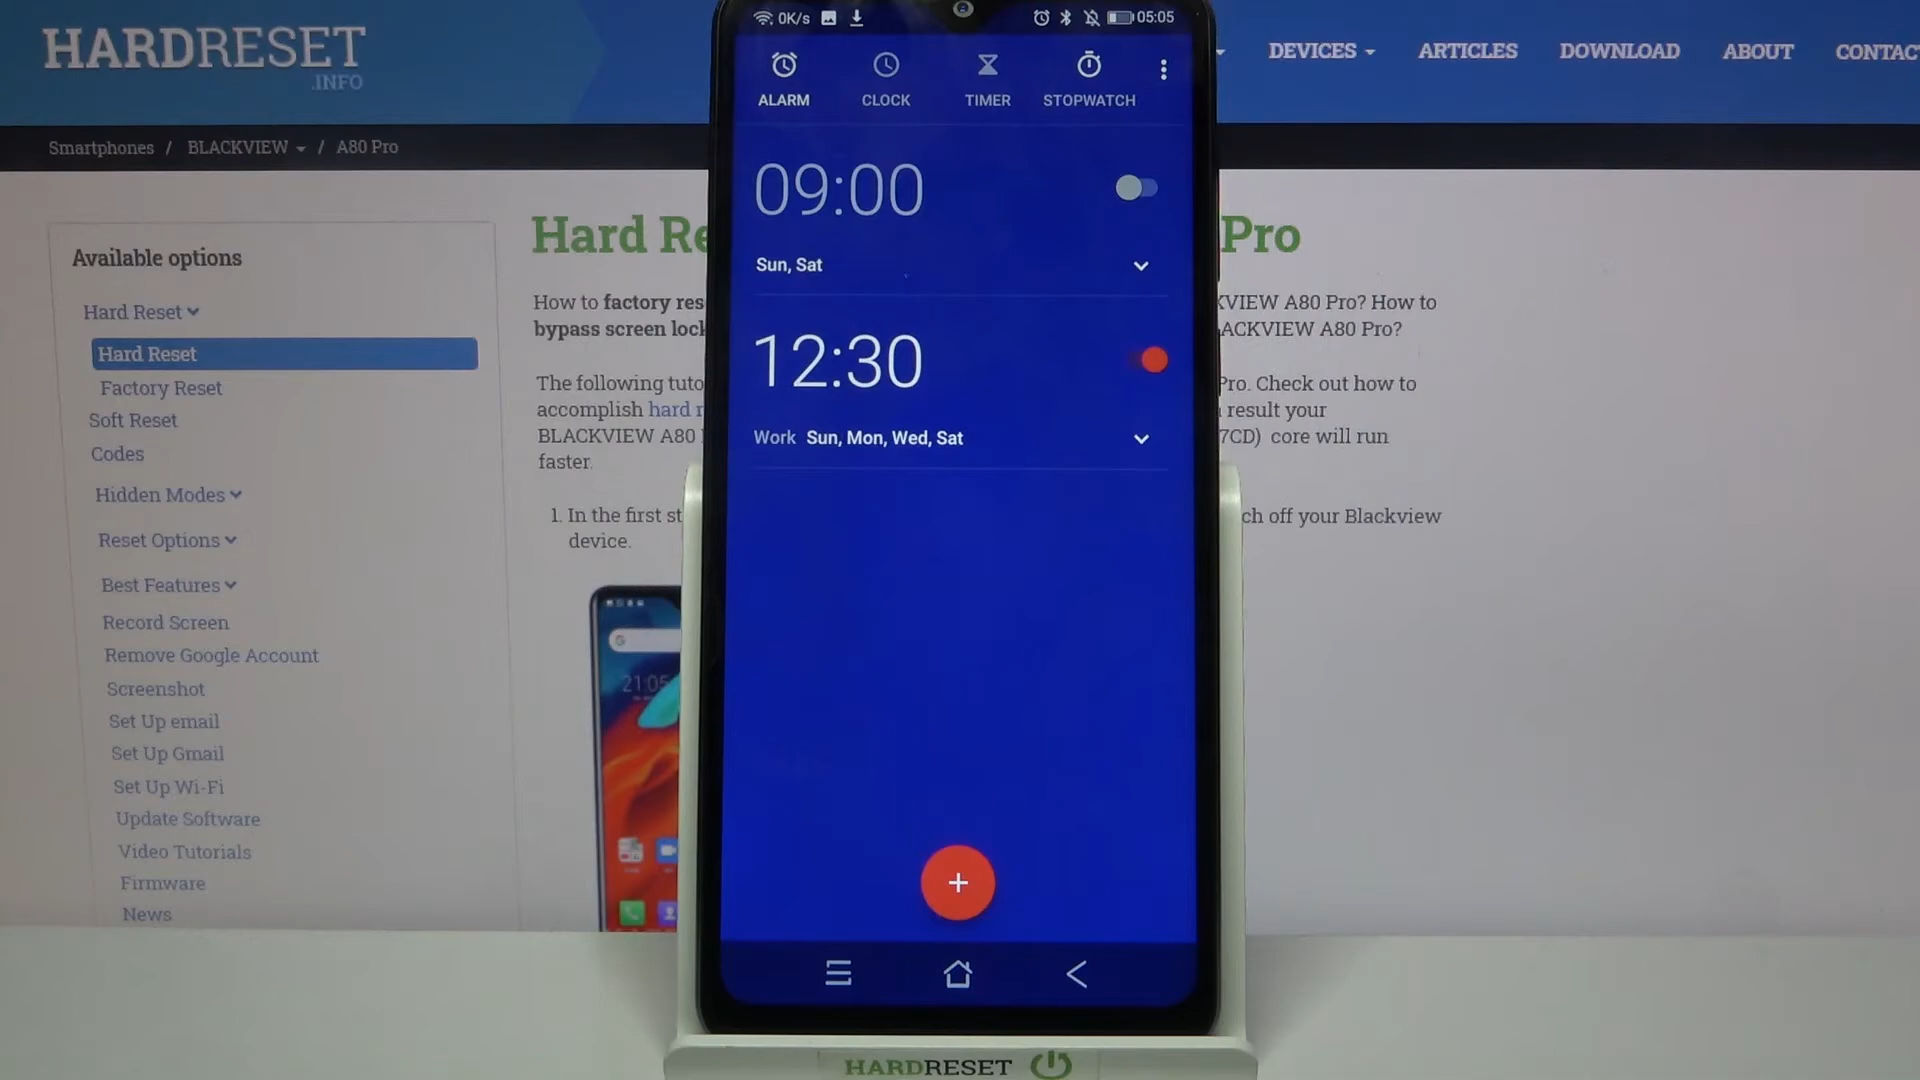 HARDRESET
.INFO
DEVICES
ARTICLES
DOWNLOAD
ABOUT
CONTAC
Smartphones / BLACKVIEW / A80 Pro
Available options
Hard Reset
Hard Reset
Factory Reset
Soft Reset
Codes
Hidden Modes
Reset Options
Best Features
Record Screen
Remove Google Account
Screenshot
Set Up email
Set Up Gmail
Set Up Wi-Fi
Update Software
Video Tutorials
Firmware
News
Hard Re
Pro
How to factory res
VIEW A80 Pro? How to
bypass screen lock
ACKVIEW A80 Pro?
The following tuto
Pro. Check out how to
accomplish hard r
result your
BLACKVIEW A80
7CD) core will run
faster.
1. In the first st
ch off your Blackview
device.
21:05
0K/s
05:05
ALARM
CLOCK
TIMER
STOPWATCH
09:00
Sun, Sat
12:30
Work Sun, Mon, Wed, Sat
+
HARDRESET